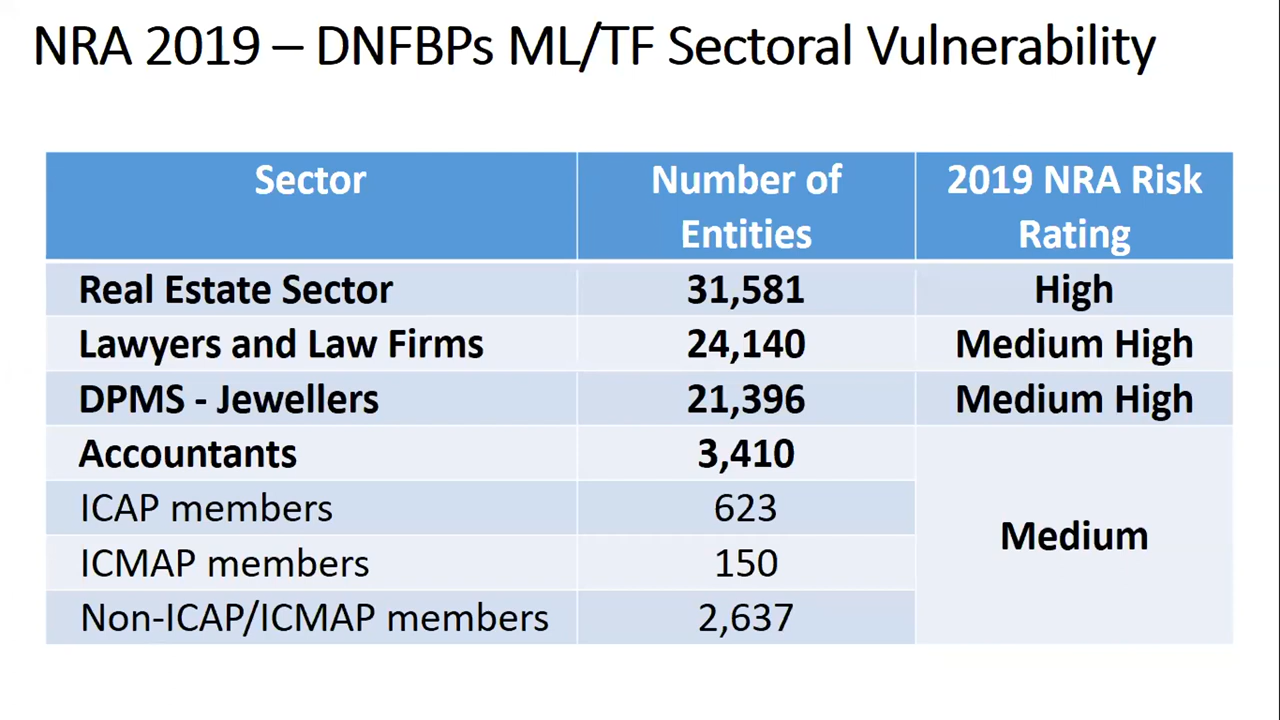 NRA 2019 – DNFBPs ML/TF Sectoral Vulnerability
Sector Number of Entities 2019 NRA Risk Rating
Real Estate Sector 31,581 High
Lawyers and Law Firms 24,140 Medium High
DPMS - Jewellers 21,396 Medium High
Accountants 3,410 Medium
ICAP members 623
ICMAP members 150
Non-ICAP/ICMAP members 2,637